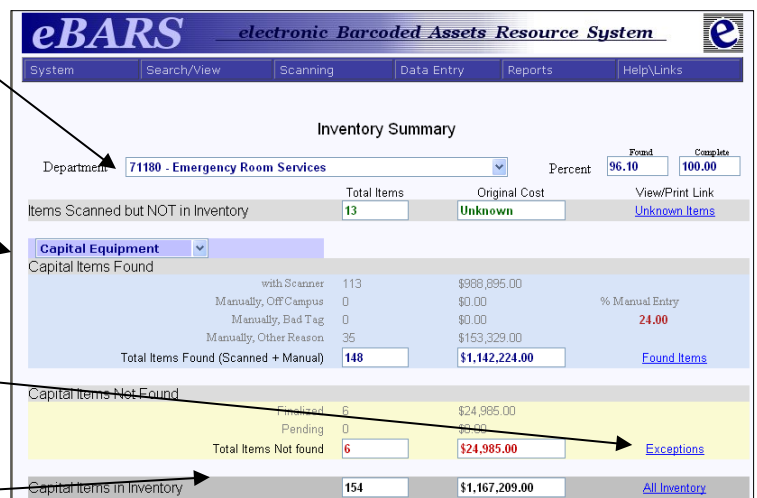 eBARS electronic Barcoded Assets Resource System e
System Search/View Scanning Data Entry Reports Help\Links
Inventory Summary
Found Complete
Department 71180 - Emergency Room Services Percent 96.10 100.00
Total Items Original Cost View/Print Link
Items Scanned but NOT in Inventory 13 Unknown Unknown Items
Capital Equipment
Capital Items Found
with Scanner 113 $988,895.00
Manually, Off Campus 0 $0.00 % Manual Entry
Manually, Bad Tag 0 $0.00 24.00
Manually, Other Reason 35 $153,329.00
Total Items Found (Scanned + Manual) 148 $1,142,224.00 Found Items
Capital Items Not Found
Finalized 6 $24,985.00
Pending 0 $0.00
Total Items Not found 6 $24,985.00 Exceptions
Capital Items in Inventory 154 $1,167,209.00 All Inventory